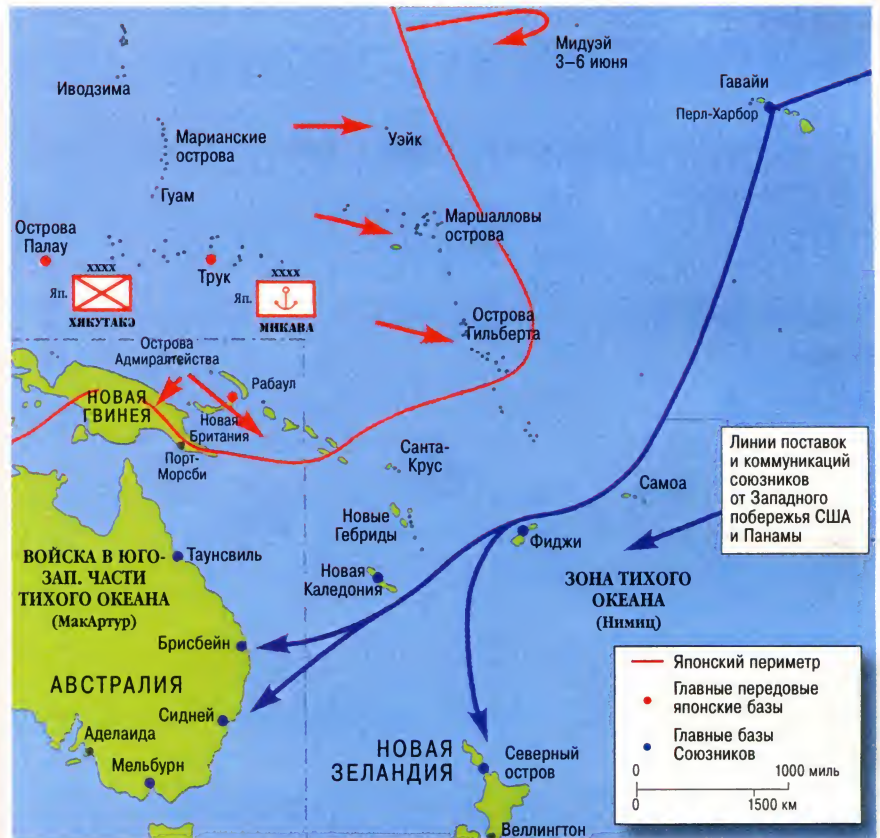 Мидуэй
3–6 июня
Гавайи
Перл-Харбор
Иводзима
Марианские
острова
Уэйк
Гуам
Маршалловы
острова
Острова
Палау
XXXX
Яп.
ХЯКУТАКЭ
Трук
XXXX
Яп.
МИКАВА
Острова
Гильберта
Острова
Адмиралтейства
Рабаул
НОВАЯ
ГВИНЕЯ
Новая
Британия
Порт-
Морсби
Санта-
Крус
Самоа
Линии поставок
и коммуникаций
союзников
от Западного
побережья США
и Панамы
Новые
Гебриды
Фиджи
ВОЙСКА В ЮГО-
ЗАП. ЧАСТИ
ТИХОГО ОКЕАНА
(МакАртур)
Таунсвиль
Новая
Каледония
ЗОНА ТИХОГО
ОКЕАНА
(Нимиц)
Брисбейн
АВСТРАЛИЯ
Сидней
Аделаида
Мельбурн
НОВАЯ
ЗЕЛАНДИЯ
Северный
остров
Веллингтон
Японский периметр
Главные передовые
японские базы
Главные базы
Союзников
0 1000 миль
0 1500 км